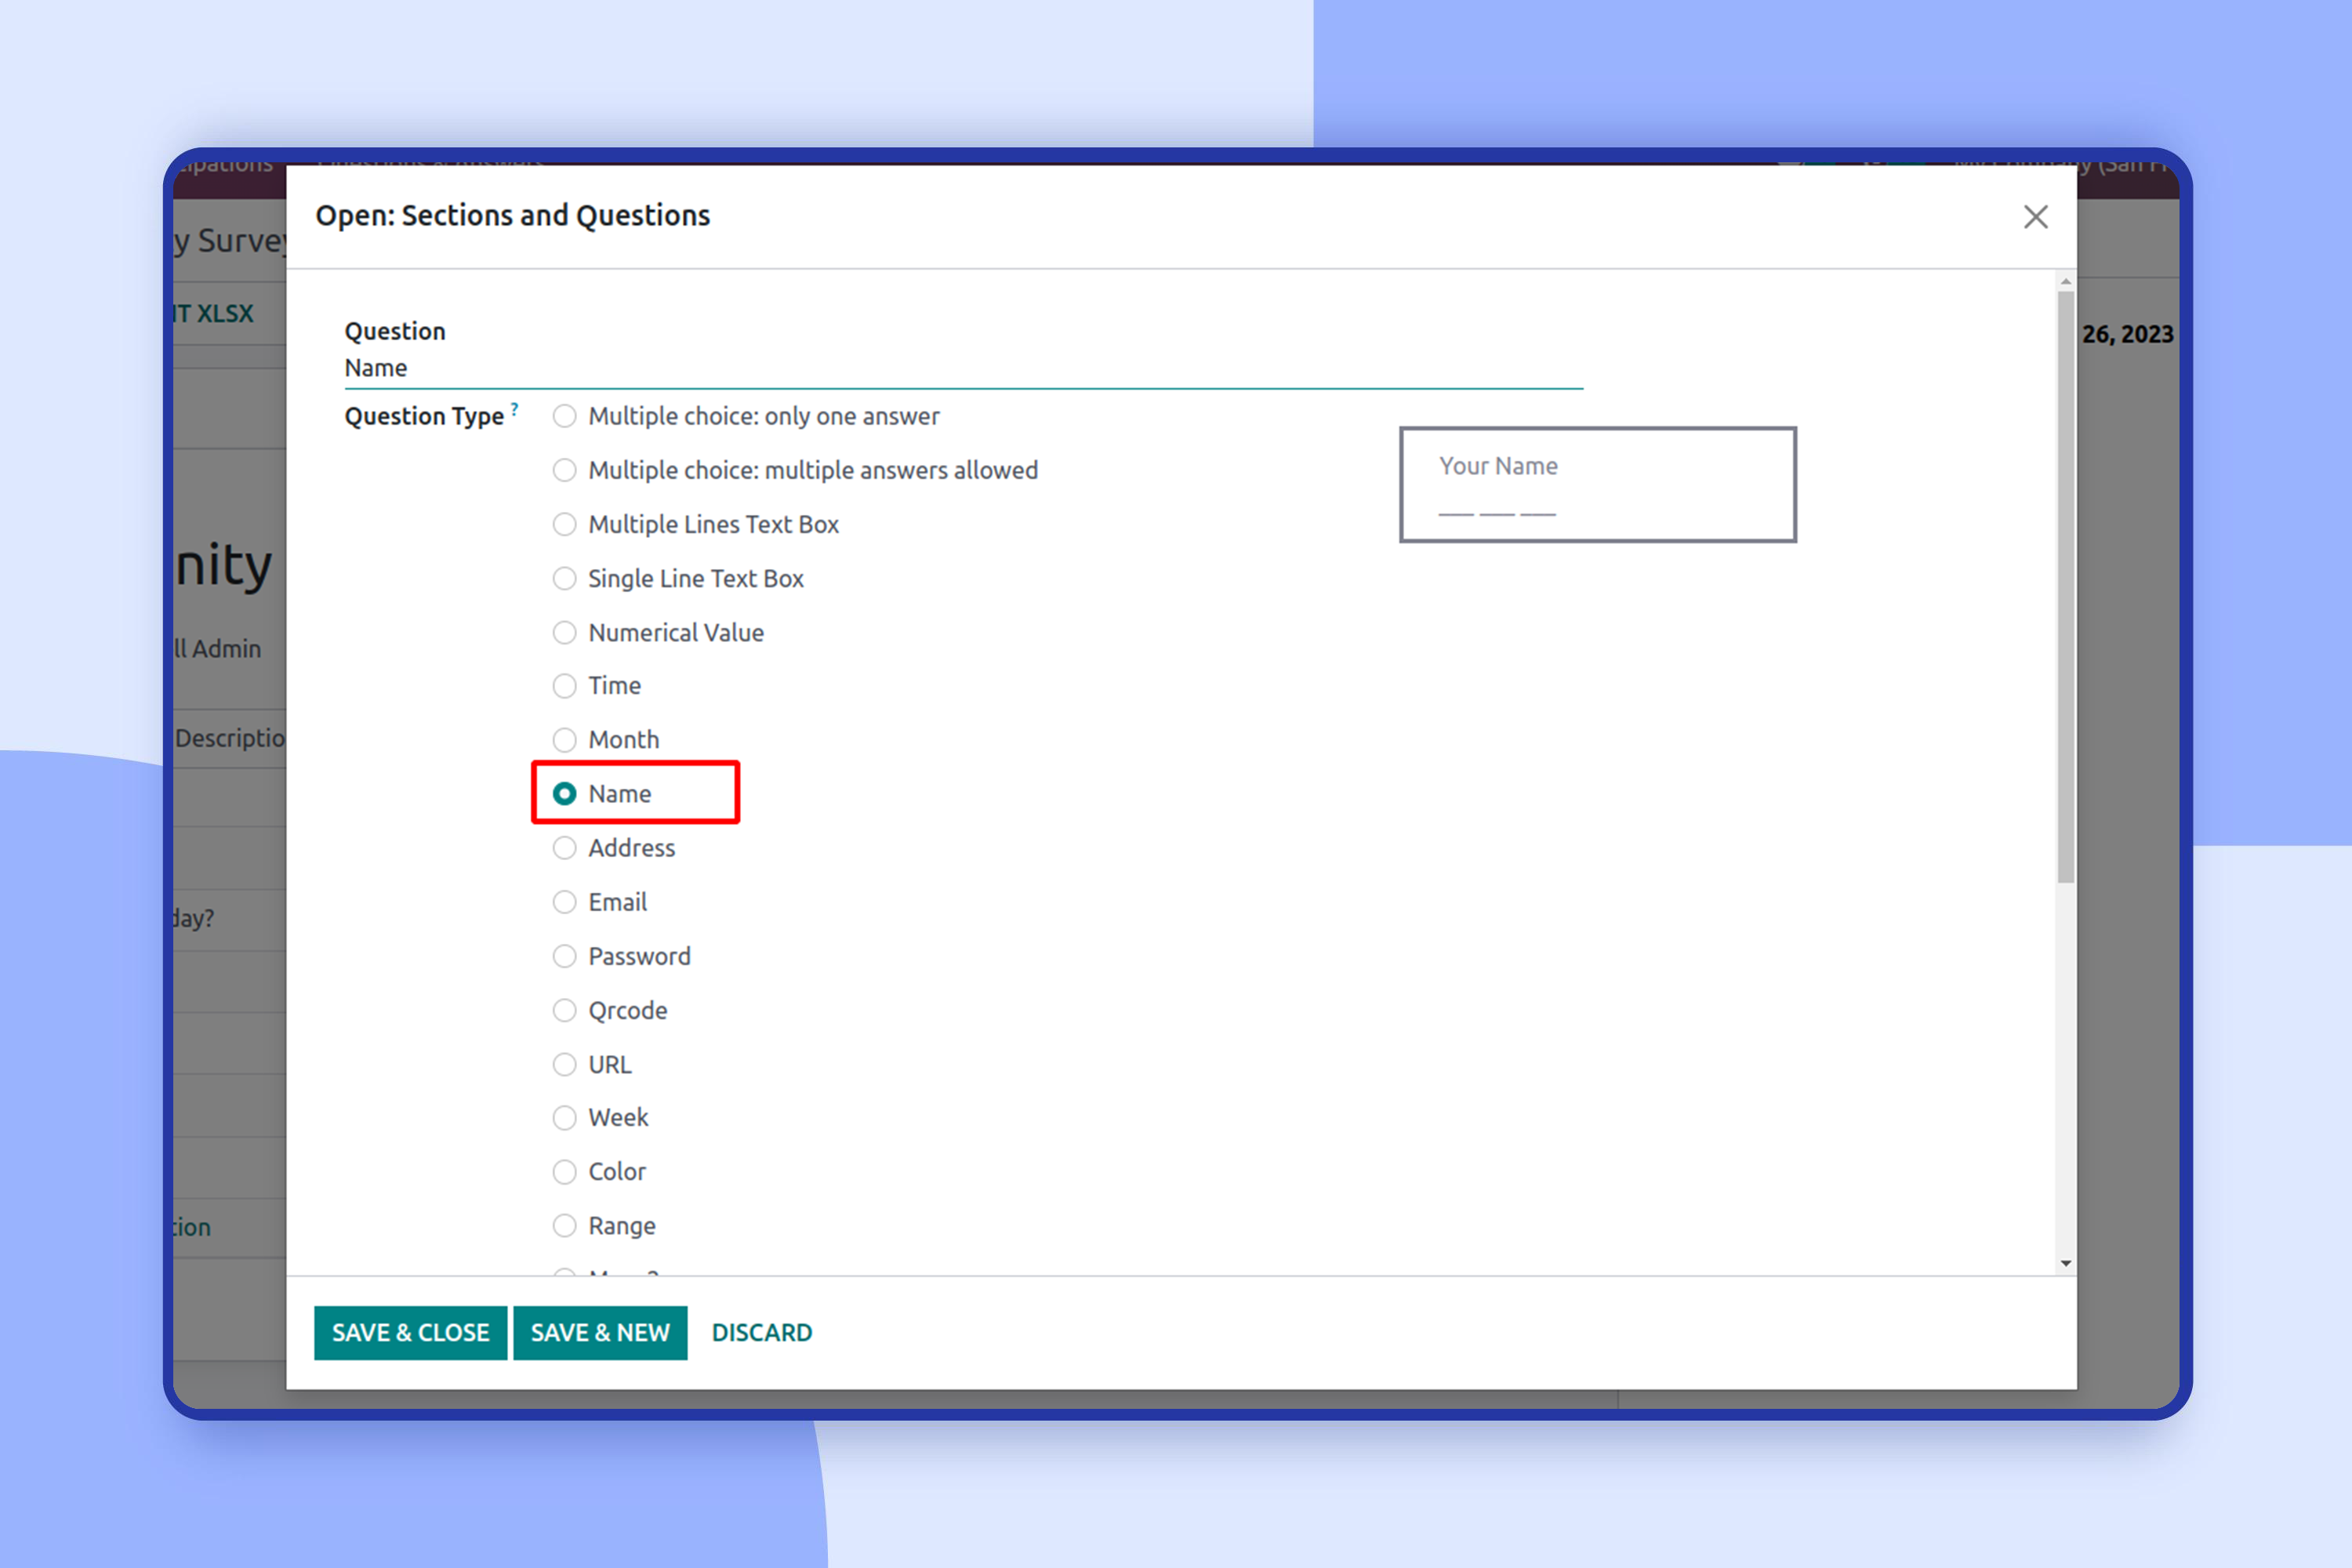 Open: Sections and Questions
y Survey
IT XLSX
Question
26, 2023
Name
Question Type ?
Multiple choice: only one answer
Your Name
Multiple choice: multiple answers allowed
Multiple Lines Text Box
nity
Single Line Text Box
Numerical Value
ll Admin
Time
Description
Month
Name
Address
Email
day?
Password
Qrcode
URL
Week
Color
Range
tion
SAVE & CLOSE
SAVE & NEW
DISCARD